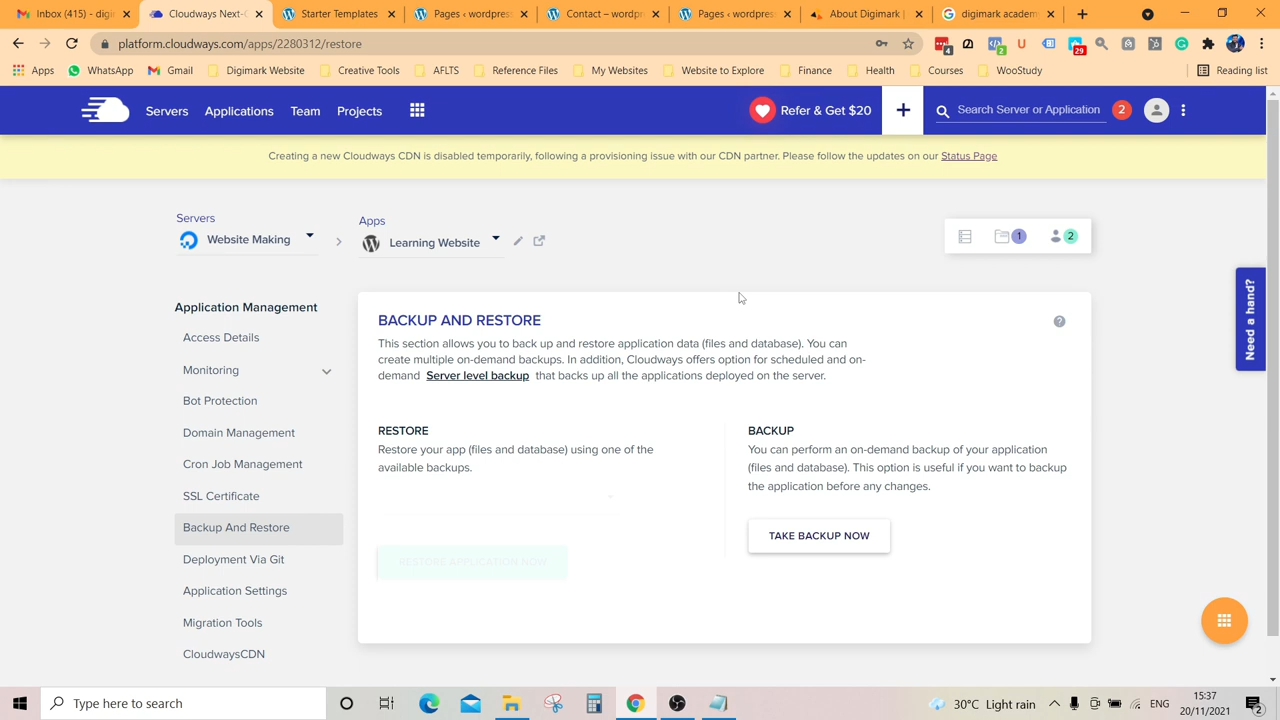 Inbox (415) - digi
Cloudways Next-G
Starter Templates
Pages ‹ wordpress
Contact – wordpr
Pages ‹ wordpress
About Digimark |
digimark academ
platform.cloudways.com/apps/2280312/restore
4
2
29
Apps
WhatsApp
Gmail
Digimark Website
Creative Tools
AFLTS
Reference Files
My Websites
Website to Explore
Finance
Health
Courses
WooStudy
Reading list
Servers
Applications
Team
Projects
Refer & Get $20
+
Search Server or Application
2
Creating a new Cloudways CDN is disabled temporarily, following a provisioning issue with our CDN partner. Please follow the updates on our Status Page
Servers
Website Making
Apps
Learning Website
1
2
Need a hand?
Application Management
Access Details
Monitoring
Bot Protection
Domain Management
Cron Job Management
SSL Certificate
Backup And Restore
Deployment Via Git
Application Settings
Migration Tools
CloudwaysCDN
BACKUP AND RESTORE
This section allows you to back up and restore application data (files and database). You can
create multiple on-demand backups. In addition, Cloudways offers option for scheduled and on-
demand Server level backup that backs up all the applications deployed on the server.
RESTORE
Restore your app (files and database) using one of the
available backups.
RESTORE APPLICATION NOW
BACKUP
You can perform an on-demand backup of your application
(files and database). This option is useful if you want to backup
the application before any changes.
TAKE BACKUP NOW
Type here to search
30°C Light rain
ENG
15:37
20/11/2021
2